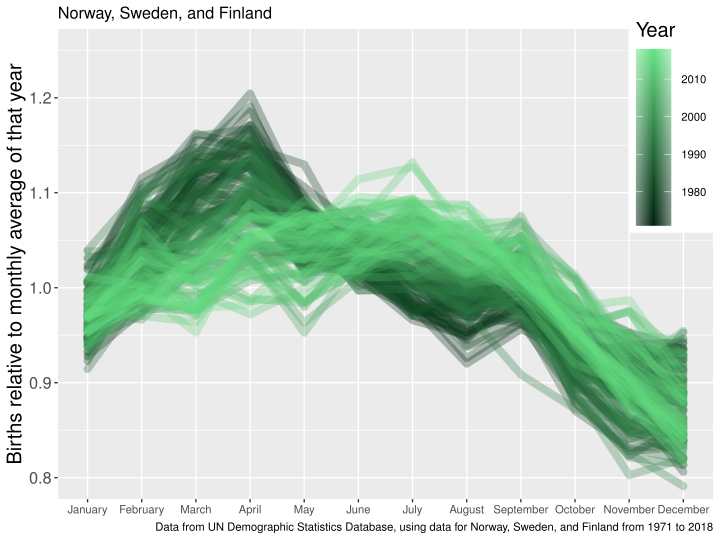 Norway, Sweden, and Finland
Year
2010
2000
1990
1980
Births relative to monthly average of that year
1.2
1.1
1.0
0.9
0.8
January February March April May June July August September October November December
Data from UN Demographic Statistics Database, using data for Norway, Sweden, and Finland from 1971 to 2018